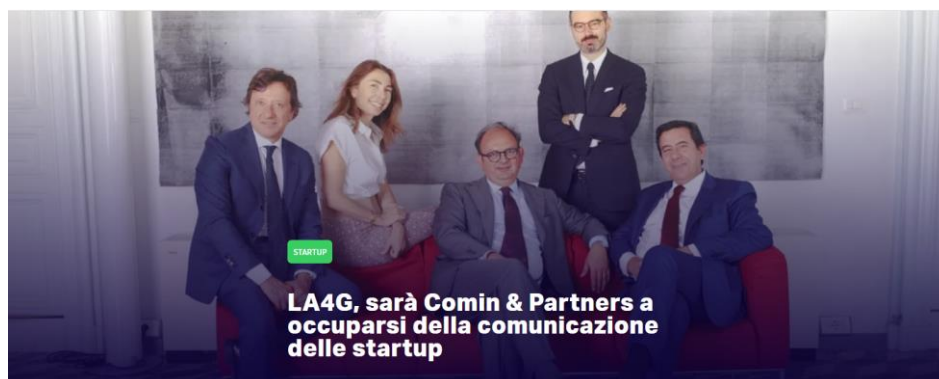 STARTUP
LA4G, sarà Comin & Partners a
occuparsi della comunicazione
delle startup